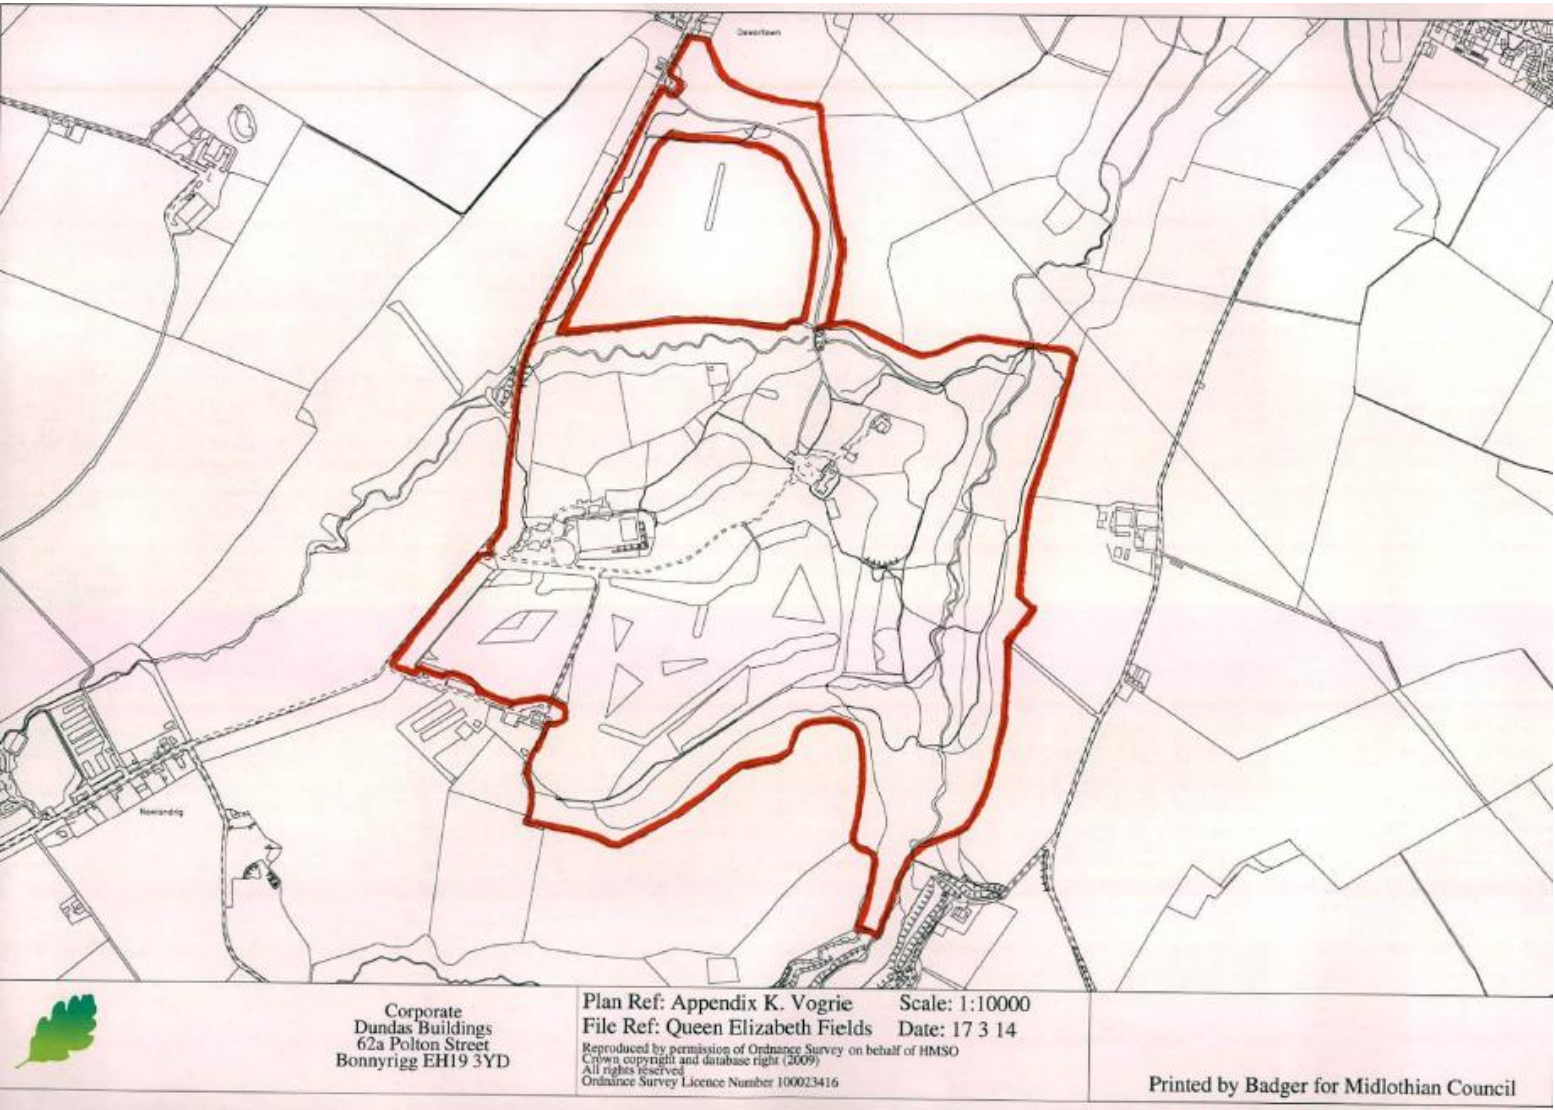 Dewartown
Newlandrig
Corporate
Dundas Buildings
62a Polton Street
Bonnyrigg EH19 3YD
Plan Ref: Appendix K. Vogrie Scale: 1:10000
File Ref: Queen Elizabeth Fields Date: 17 3 14
Reproduced by permission of Ordnance Survey on behalf of HMSO
Crown copyright and database right (2009)
All rights reserved
Ordnance Survey Licence Number 100023416
Printed by Badger for Midlothian Council